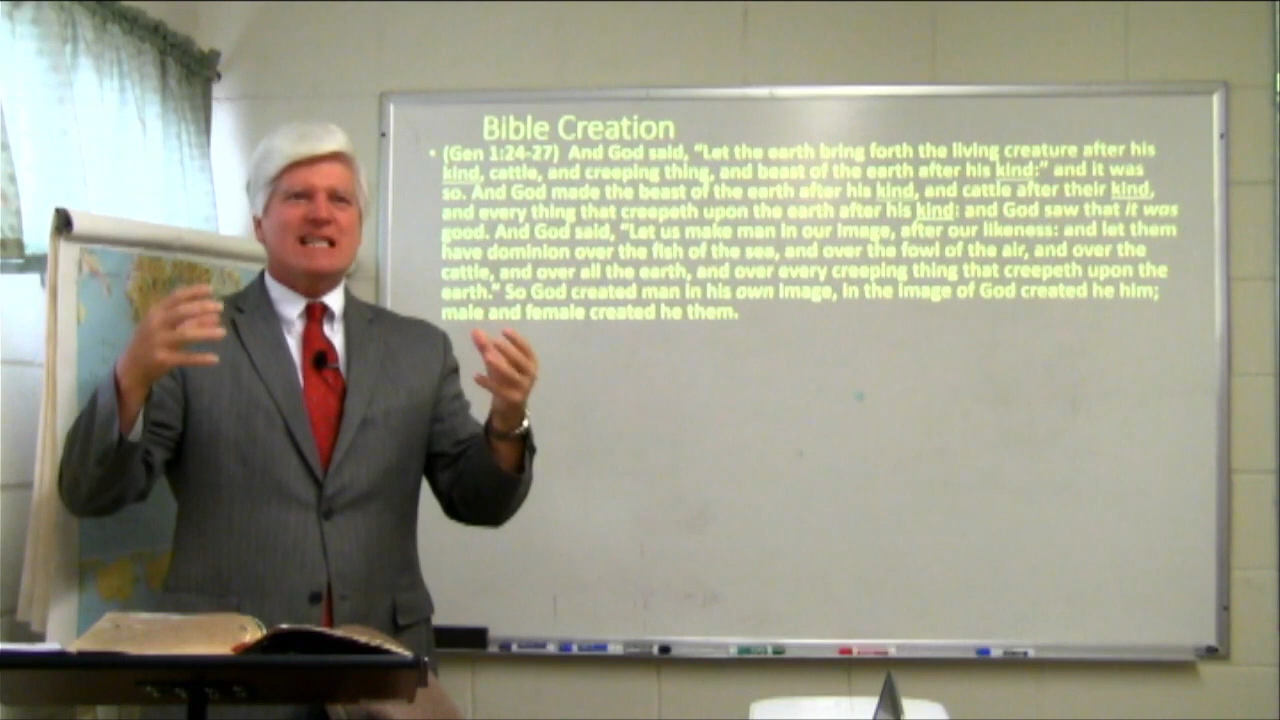 Bible Creation
• (Gen 1:24-27) And God said, “Let the earth bring forth the living creature after his
kind, cattle, and creeping thing, and beast of the earth after his kind:” and it was
so. And God made the beast of the earth after his kind, and cattle after their kind,
and every thing that creepeth upon the earth after his kind: and God saw that it was
good. And God said, “Let us make man in our image, after our likeness: and let them
have dominion over the fish of the sea, and over the fowl of the air, and over the
cattle, and over all the earth, and over every creeping thing that creepeth upon the
earth.” So God created man in his own image, in the image of God created he him;
male and female created he them.